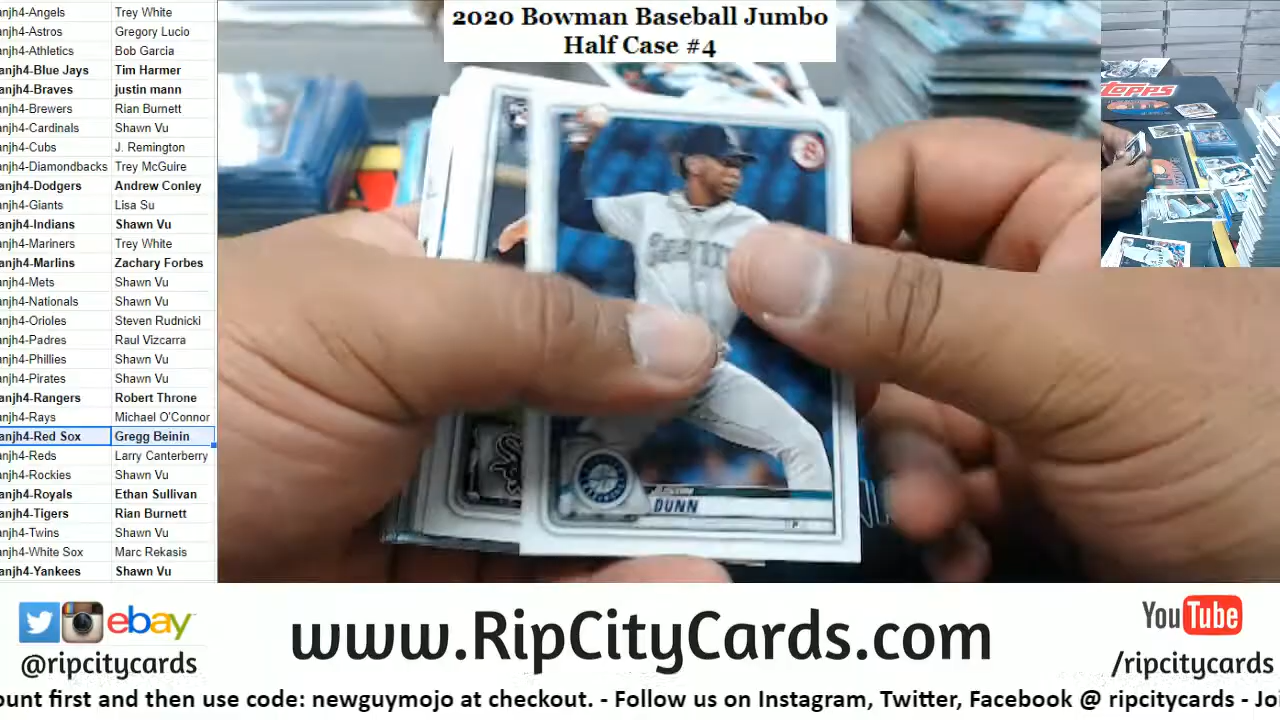 2020 Bowman Baseball Jumbo
Half Case #4
anjh4-Angels Trey White
anjh4-Astros Gregory Lucio
anjh4-Athletics Bob Garcia
anjh4-Blue Jays Tim Harmer
anjh4-Braves justin mann
anjh4-Brewers Rian Burnett
anjh4-Cardinals Shawn Vu
anjh4-Cubs J. Remington
anjh4-Diamondbacks Trey McGuire
anjh4-Dodgers Andrew Conley
anjh4-Giants Lisa Su
anjh4-Indians Shawn Vu
anjh4-Mariners Trey White
anjh4-Marlins Zachary Forbes
anjh4-Mets Shawn Vu
anjh4-Nationals Shawn Vu
anjh4-Orioles Steven Rudnicki
anjh4-Padres Raul Vizcarra
anjh4-Phillies Shawn Vu
anjh4-Pirates Shawn Vu
anjh4-Rangers Robert Throne
anjh4-Rays Michael O'Connor
anjh4-Red Sox Gregg Beinin
anjh4-Reds Larry Canterberry
anjh4-Rockies Shawn Vu
anjh4-Royals Ethan Sullivan
anjh4-Tigers Rian Burnett
anjh4-Twins Shawn Vu
anjh4-White Sox Marc Rekasis
anjh4-Yankees Shawn Vu
Topps
DUNN
P
ebay
@ripcitycards
www.RipCityCards.com
YouTube
/ripcitycards
ount first and then use code: newguymojo at checkout. - Follow us on Instagram, Twitter, Facebook @ ripcitycards - Joi